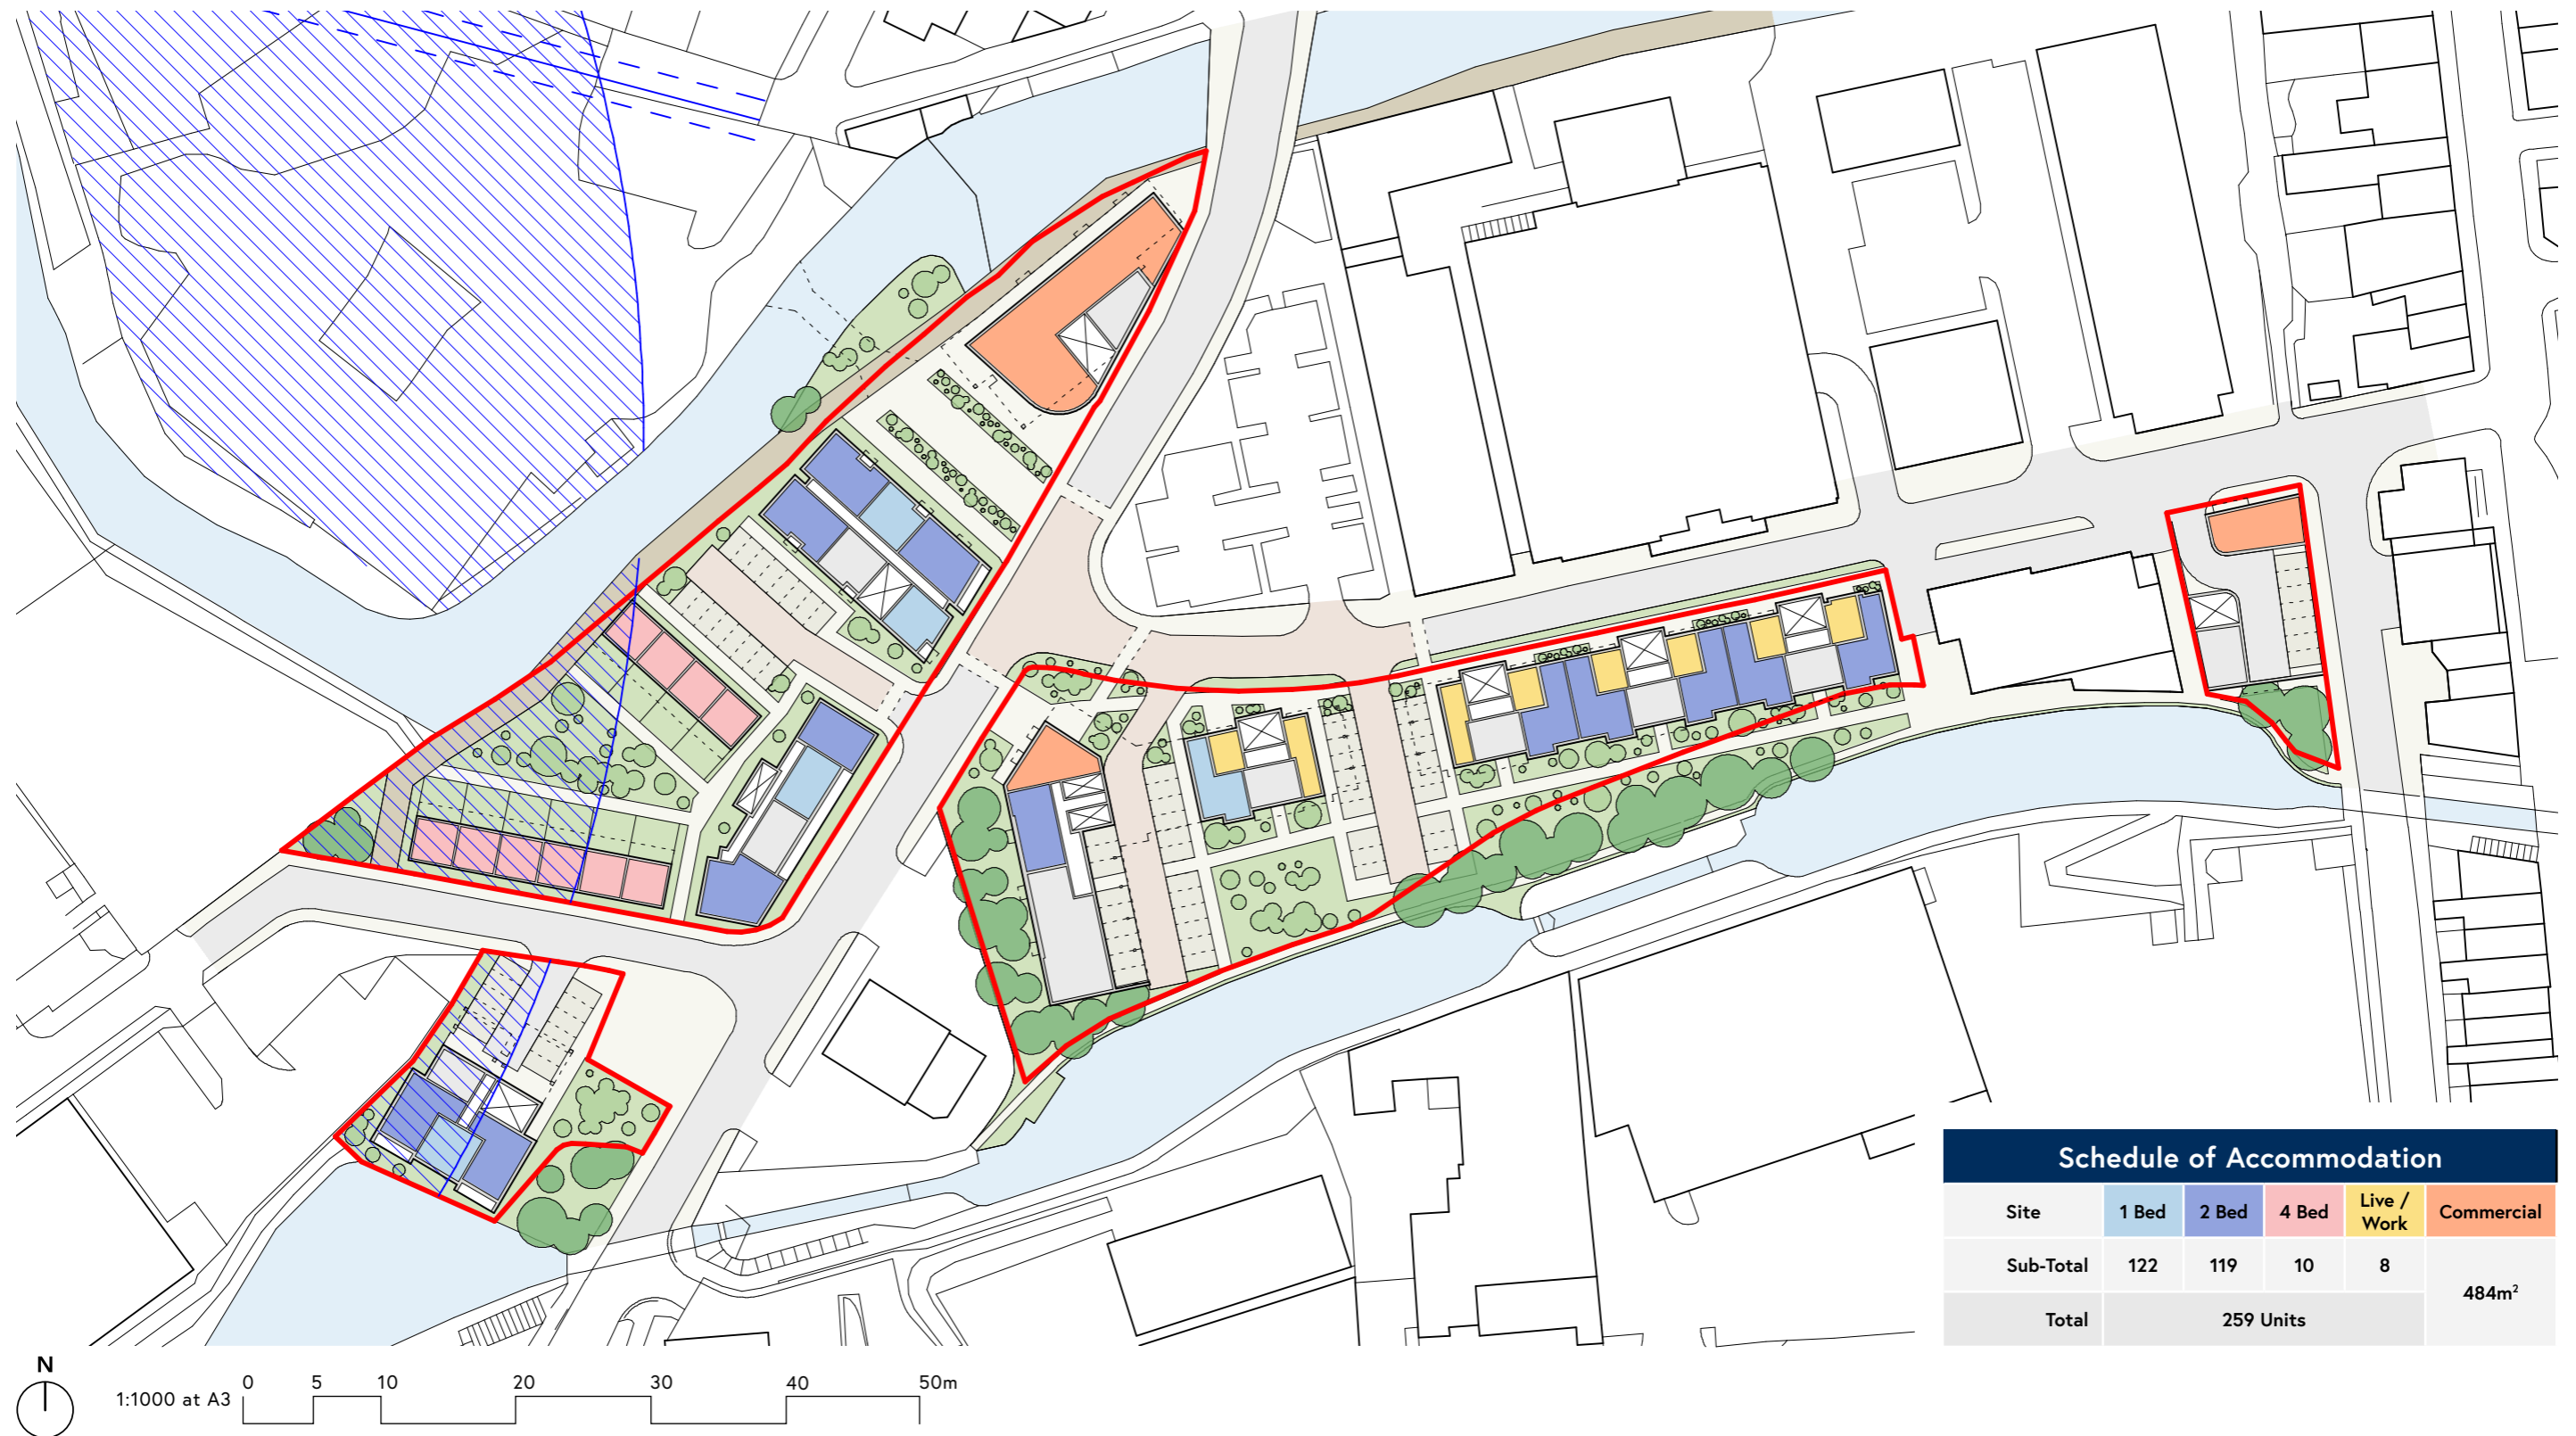 Schedule of Accommodation
Site 1 Bed 2 Bed 4 Bed Live / Work Commercial
Sub-Total 122 119 10 8
484m²
Total 259 Units
N
1:1000 at A3
0 5 10 20 30 40 50m